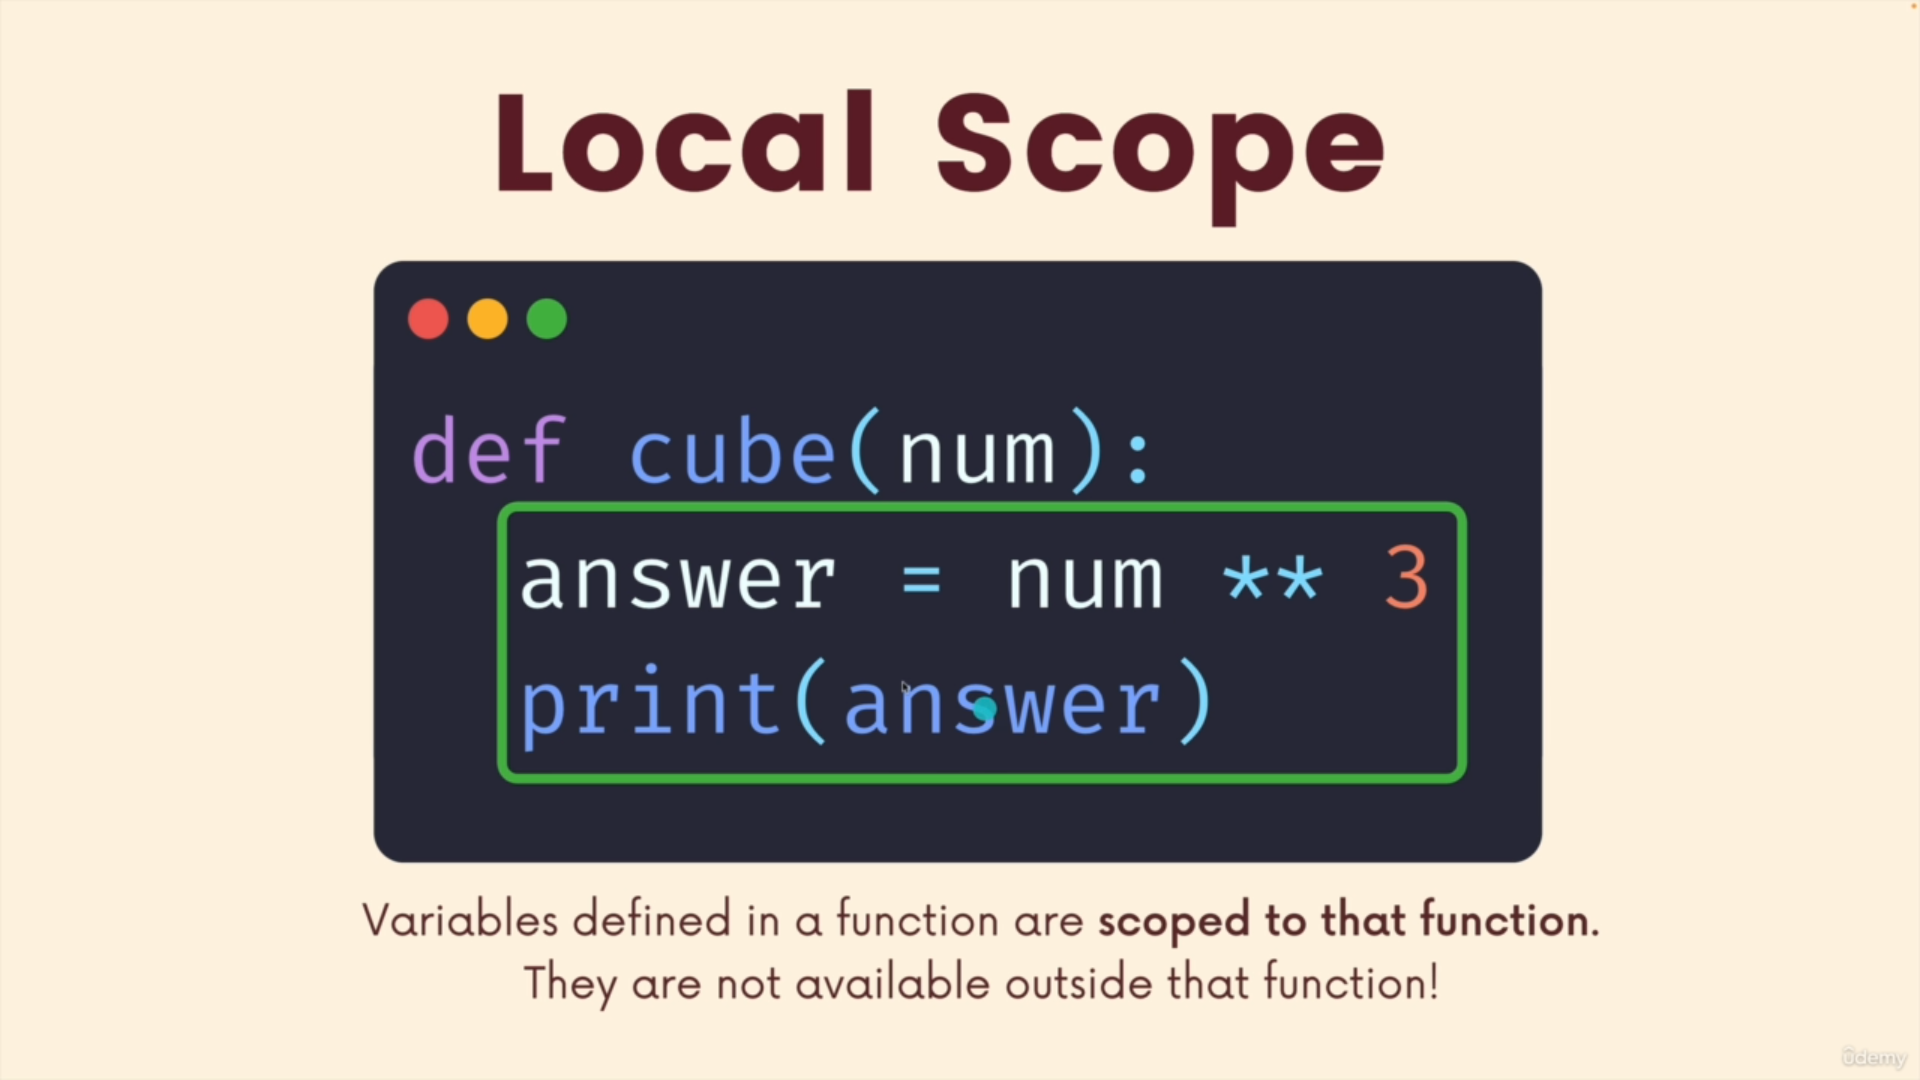 Local Scope
def cube(num):
answer = num ** 3
print(answer)
Variables defined in a function are scoped to that function.
They are not available outside that function!
ûdemy